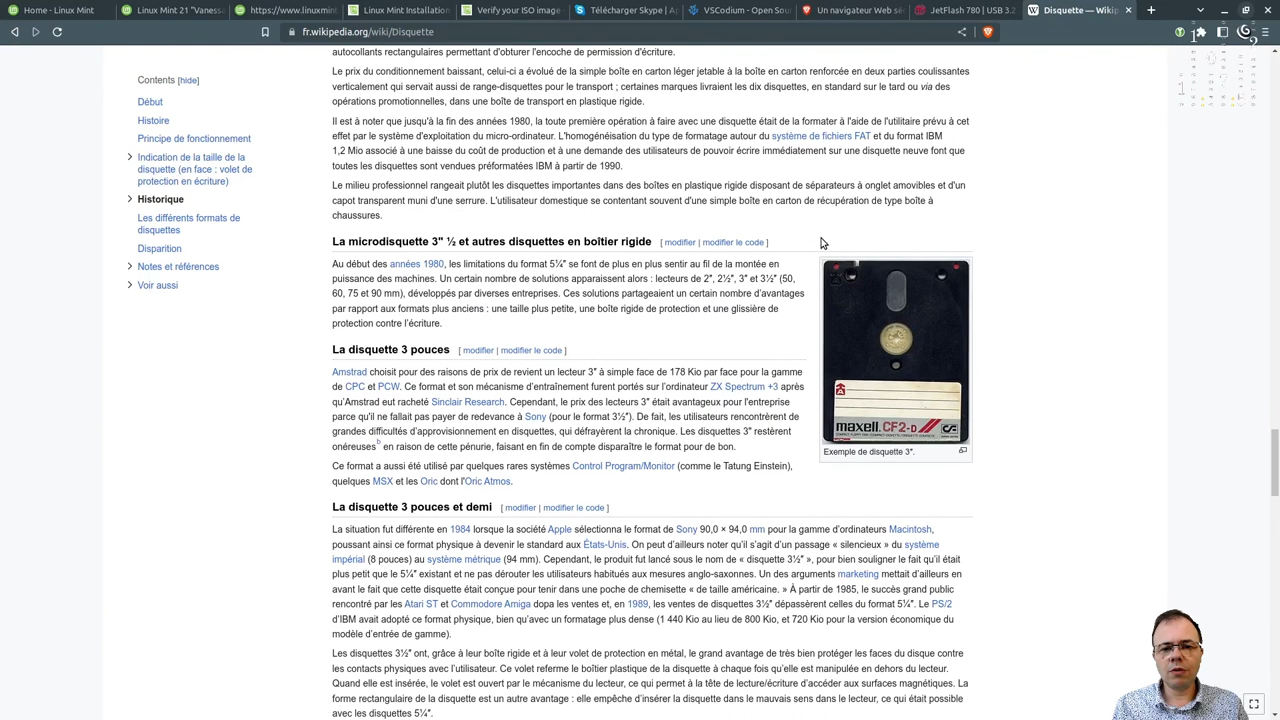 Home - Linux Mint
Linux Mint 21 "Vaness
https://www.linuxmint
Linux Mint Installation
Verify your ISO image
Télécharger Skype | Ap
VSCodium - Open Sou
Un navigateur Web sé
JetFlash 780 | USB 3.2
Disquette — Wikip
fr.wikipedia.org/wiki/Disquette
Contents [hide]
Début
Histoire
Principe de fonctionnement
Indication de la taille de la
disquette (en face : volet de
protection en écriture)
Historique
Les différents formats de
disquettes
Disparition
Notes et références
Voir aussi
autocollants rectangulaires permettant d'obturer l'encoche de permission d'écriture.
Le prix du conditionnement baissant, celui-ci a évolué de la simple boîte en carton léger jetable à la boîte en carton renforcée en deux parties coulissantes
verticalement qui servait aussi de range-disquettes pour le transport ; certaines marques livraient les dix disquettes, en standard sur le tard ou via des
opérations promotionnelles, dans une boîte de transport en plastique rigide.
Il est à noter que jusqu'à la fin des années 1980, la toute première opération à faire avec une disquette était de la formater à l'aide de l'utilitaire prévu à cet
effet par le système d'exploitation du micro-ordinateur. L'homogénéisation du type de formatage autour du système de fichiers FAT et du format IBM
1,2 Mio associé à une baisse du coût de production et à une demande des utilisateurs de pouvoir écrire immédiatement sur une disquette neuve font que
toutes les disquettes sont vendues préformatées IBM à partir de 1990.
Le milieu professionnel rangeait plutôt les disquettes importantes dans des boîtes en plastique rigide disposant de séparateurs à onglet amovibles et d'un
capot transparent muni d'une serrure. L'utilisateur domestique se contentant souvent d'une simple boîte en carton de récupération de type boîte à
chaussures.
La microdisquette 3" ½ et autres disquettes en boîtier rigide [ modifier | modifier le code ]
Au début des années 1980, les limitations du format 5¼″ se font de plus en plus sentir au fil de la montée en
puissance des machines. Un certain nombre de solutions apparaissent alors : lecteurs de 2″, 2½″, 3″ et 3½″ (50,
60, 75 et 90 mm), développés par diverses entreprises. Ces solutions partageaient un certain nombre d'avantages
par rapport aux formats plus anciens : une taille plus petite, une boîte rigide de protection et une glissière de
protection contre l'écriture.
La disquette 3 pouces [ modifier | modifier le code ]
Amstrad choisit pour des raisons de prix de revient un lecteur 3″ à simple face de 178 Kio par face pour la gamme
de CPC et PCW. Ce format et son mécanisme d'entraînement furent portés sur l'ordinateur ZX Spectrum +3 après
qu'Amstrad eut racheté Sinclair Research. Cependant, le prix des lecteurs 3″ était avantageux pour l'entreprise
parce qu'il ne fallait pas payer de redevance à Sony (pour le format 3½″). De fait, les utilisateurs rencontrèrent de
grandes difficultés d'approvisionnement en disquettes, qui défrayèrent la chronique. Les disquettes 3″ restèrent
onéreuses b en raison de cette pénurie, faisant en fin de compte disparaître le format pour de bon.
Ce format a aussi été utilisé par quelques rares systèmes Control Program/Monitor (comme le Tatung Einstein),
quelques MSX et les Oric dont l'Oric Atmos.
maxell. CF2-D
Exemple de disquette 3″.
La disquette 3 pouces et demi [ modifier | modifier le code ]
La situation fut différente en 1984 lorsque la société Apple sélectionna le format de Sony 90,0 × 94,0 mm pour la gamme d'ordinateurs Macintosh,
poussant ainsi ce format physique à devenir le standard aux États-Unis. On peut d'ailleurs noter qu'il s'agit d'un passage « silencieux » du système
impérial (8 pouces) au système métrique (94 mm). Cependant, le produit fut lancé sous le nom de « disquette 3½″ », pour bien souligner le fait qu'il était
plus petit que le 5¼″ existant et ne pas dérouter les utilisateurs habitués aux mesures anglo-saxonnes. Un des arguments marketing mettait d'ailleurs en
avant le fait que cette disquette était conçue pour tenir dans une poche de chemisette « de taille américaine. » À partir de 1985, le succès grand public
rencontré par les Atari ST et Commodore Amiga dopa les ventes et, en 1989, les ventes de disquettes 3½″ dépassèrent celles du format 5¼″. Le PS/2
d'IBM avait adopté ce format physique, bien qu'avec un formatage plus dense (1 440 Kio au lieu de 800 Kio, et 720 Kio pour la version économique du
modèle d'entrée de gamme).
Les disquettes 3½″ ont, grâce à leur boîte rigide et à leur volet de protection en métal, le grand avantage de très bien protéger les faces du disque contre
les contacts physiques avec l'utilisateur. Ce volet referme le boîtier plastique de la disquette à chaque fois qu'elle est manipulée en dehors du lecteur.
Quand elle est insérée, le volet est ouvert par le mécanisme du lecteur, ce qui permet à la tête de lecture/écriture d'accéder aux surfaces magnétiques. La
forme rectangulaire de la disquette est un autre avantage : elle empêche d'insérer la disquette dans le mauvais sens dans le lecteur, ce qui était possible
avec les disquettes 5¼″.